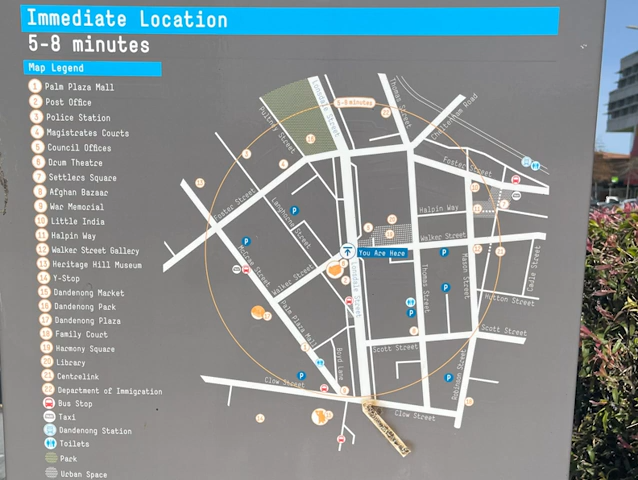 Immediate Location
5-8 minutes
Map Legend
1 Palm Plaza Mall
2 Post Office
3 Police Station
4 Magistrates Courts
5 Council Offices
6 Drum Theatre
7 Settlers Square
8 Afghan Bazaar
9 War Memorial
10 Little India
11 Halpin Way
12 Walker Street Gallery
13 Heritage Hill Museum
14 Y-Stop
15 Dandenong Market
16 Dandenong Park
17 Dandenong Plaza
18 Family Court
19 Harmony Square
20 Library
21 Centrelink
22 Department of Immigration
Bus Stop
Taxi
Dandenong Station
Toilets
Park
Urban Space
5-8 minutes
Lonsdale Street
Thomas Street
Cheltenham Road
Pultney Street
Foster Street
Foster Street
Langhorne Street
Halpin Way
Walker Street
You Are Here
McCrae Street
Walker Street
Lonsdale Street
Thomas Street
Mason Street
Hutton Street
Palm Plaza Mall
Boyd Lane
Scott Street
Scott Street
Robinson Street
Clow Street
Clow Street
P
P
P
P
P
P
P